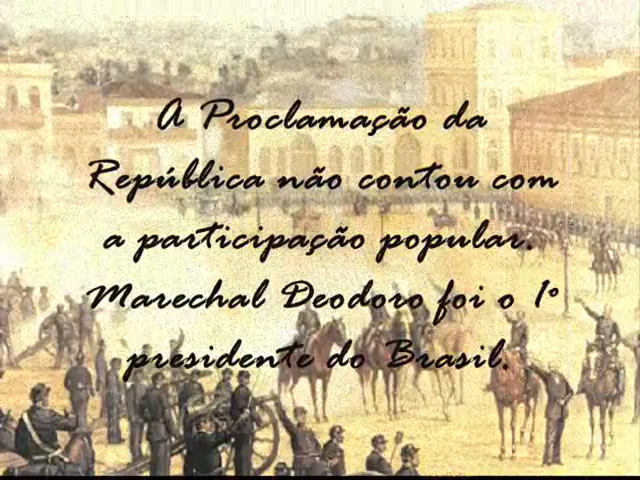 A Proclamação da
República não contou com
a participação popular.
Marechal Deodoro foi o 1º
presidente do Brasil.